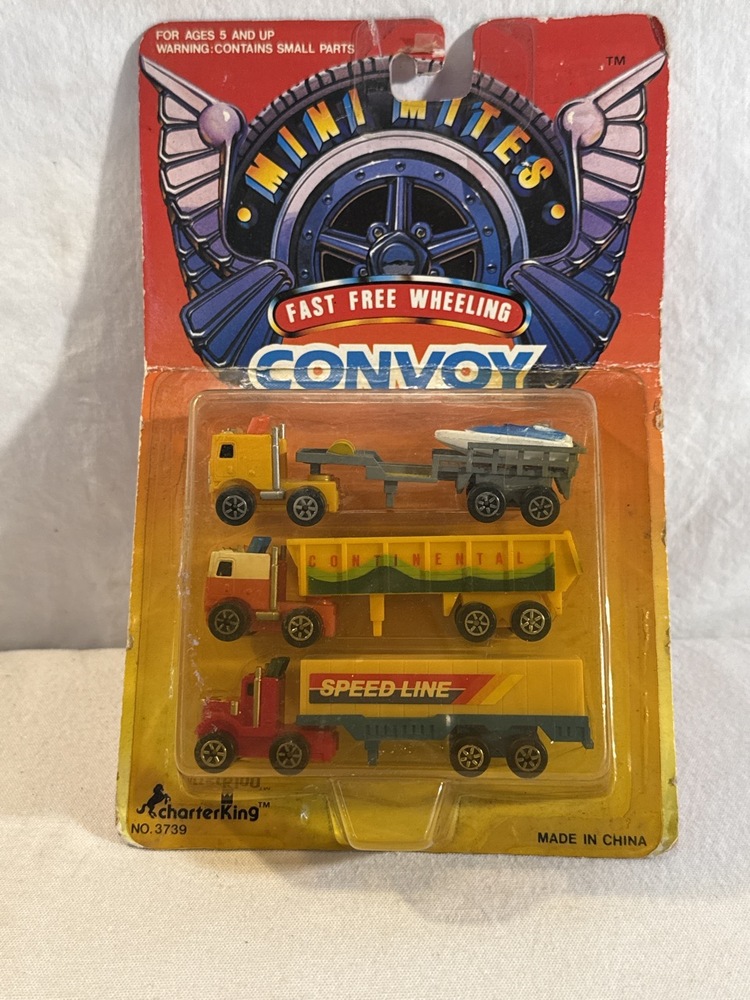 FOR AGES 5 AND UP
WARNING: CONTAINS SMALL PARTS
TM
MINI MITES
FAST FREE WHEELING
CONVOY
CONTINENTAL
SPEED LINE
charterKing™
NO. 3739
MADE IN CHINA